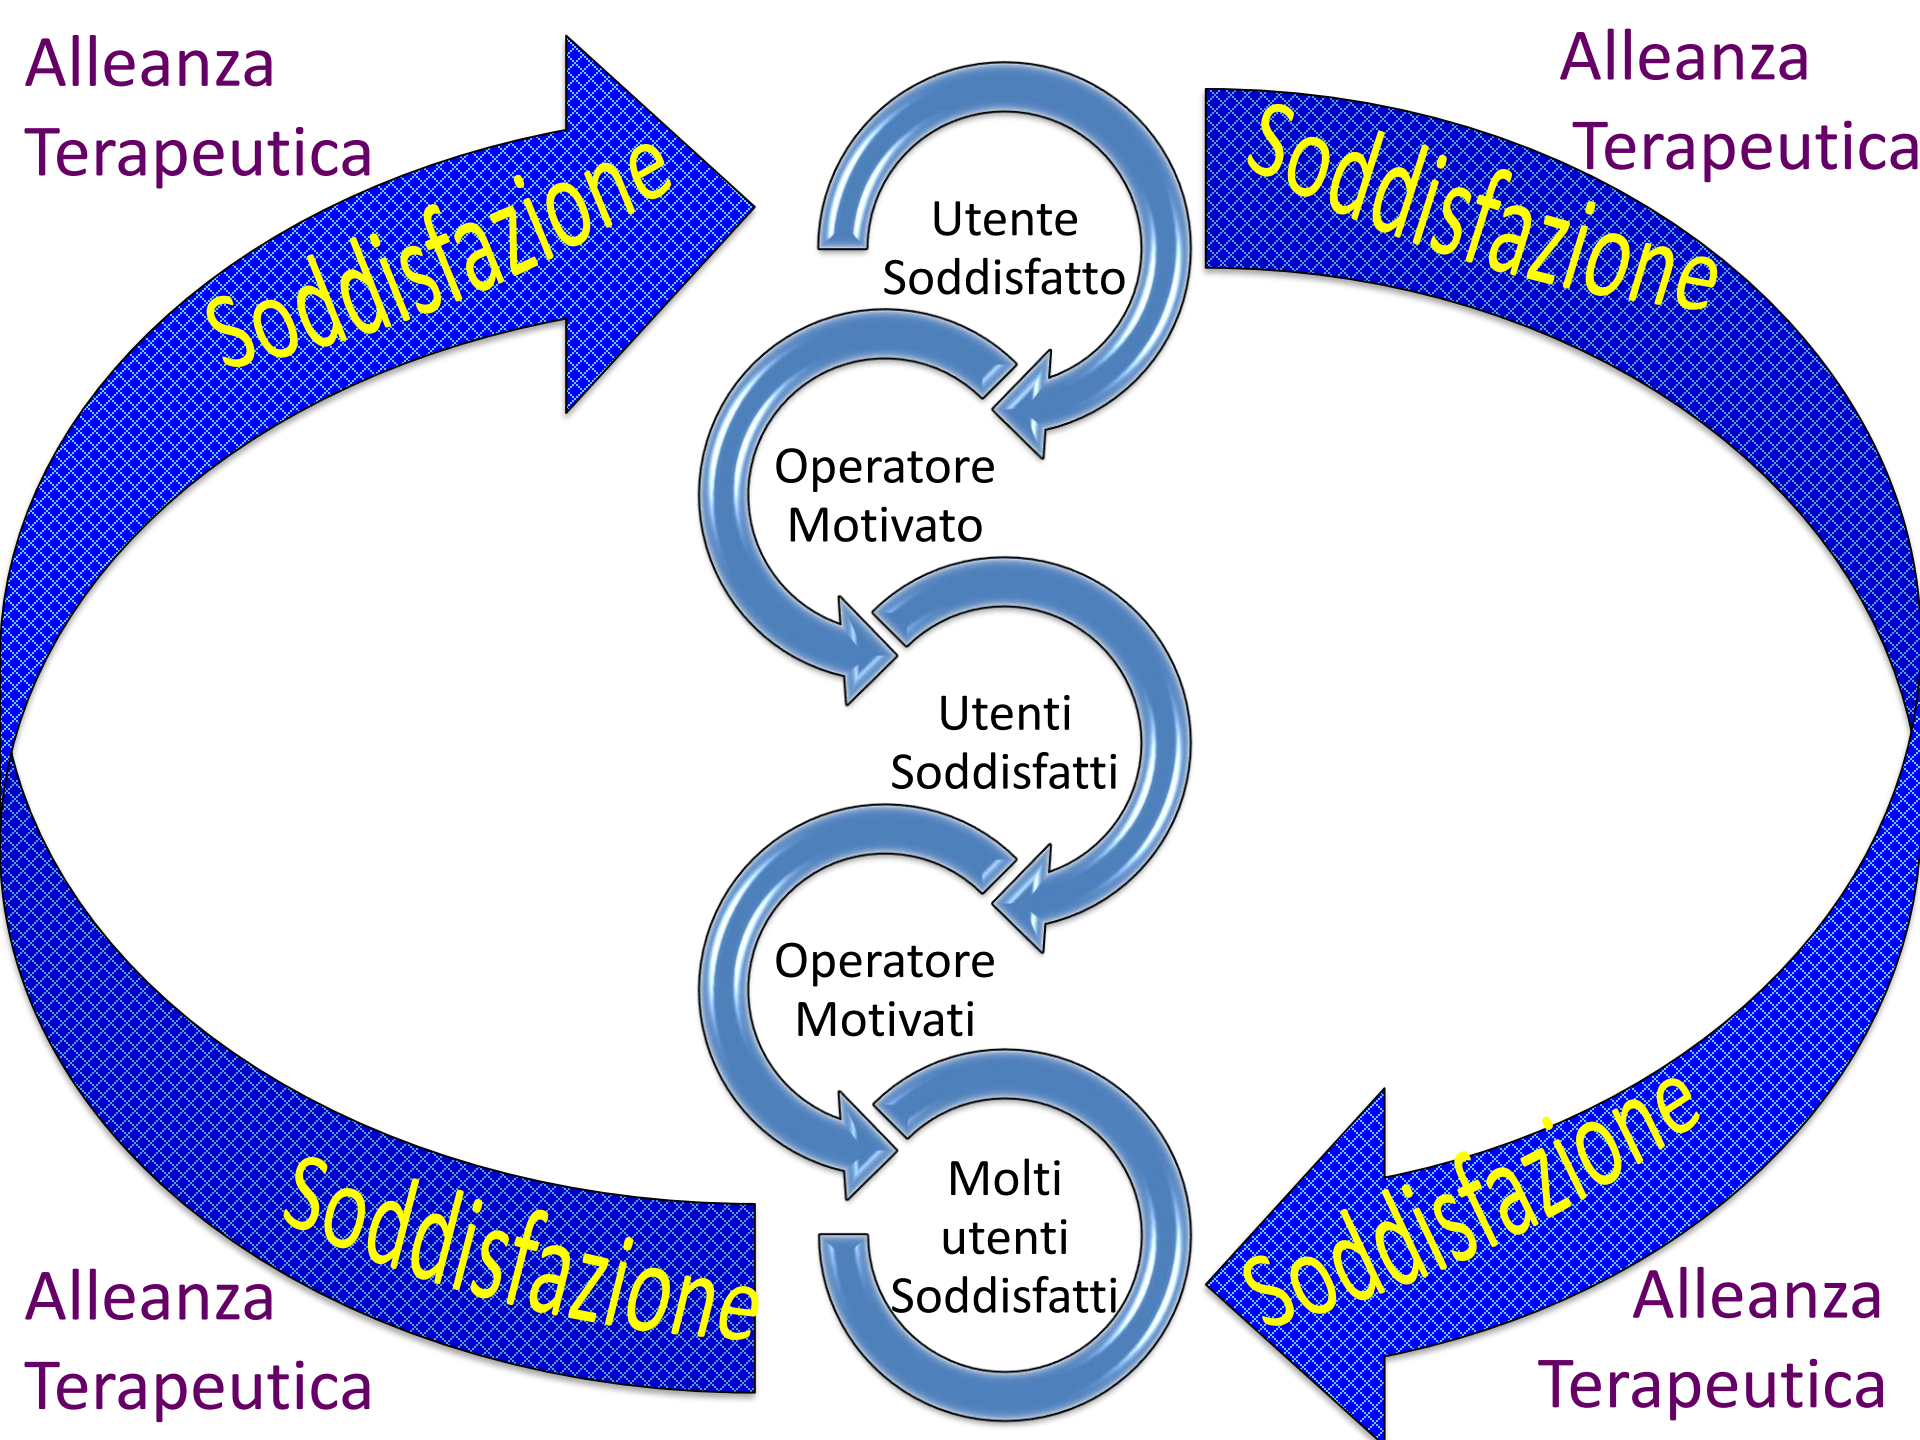 Alleanza
Terapeutica
Alleanza
Terapeutica
Soddisfazione
Soddisfazione
Utente
Soddisfatto
Operatore
Motivato
Utenti
Soddisfatti
Operatore
Motivati
Molti
utenti
Soddisfatti
Soddisfazione
Soddisfazione
Alleanza
Terapeutica
Alleanza
Terapeutica